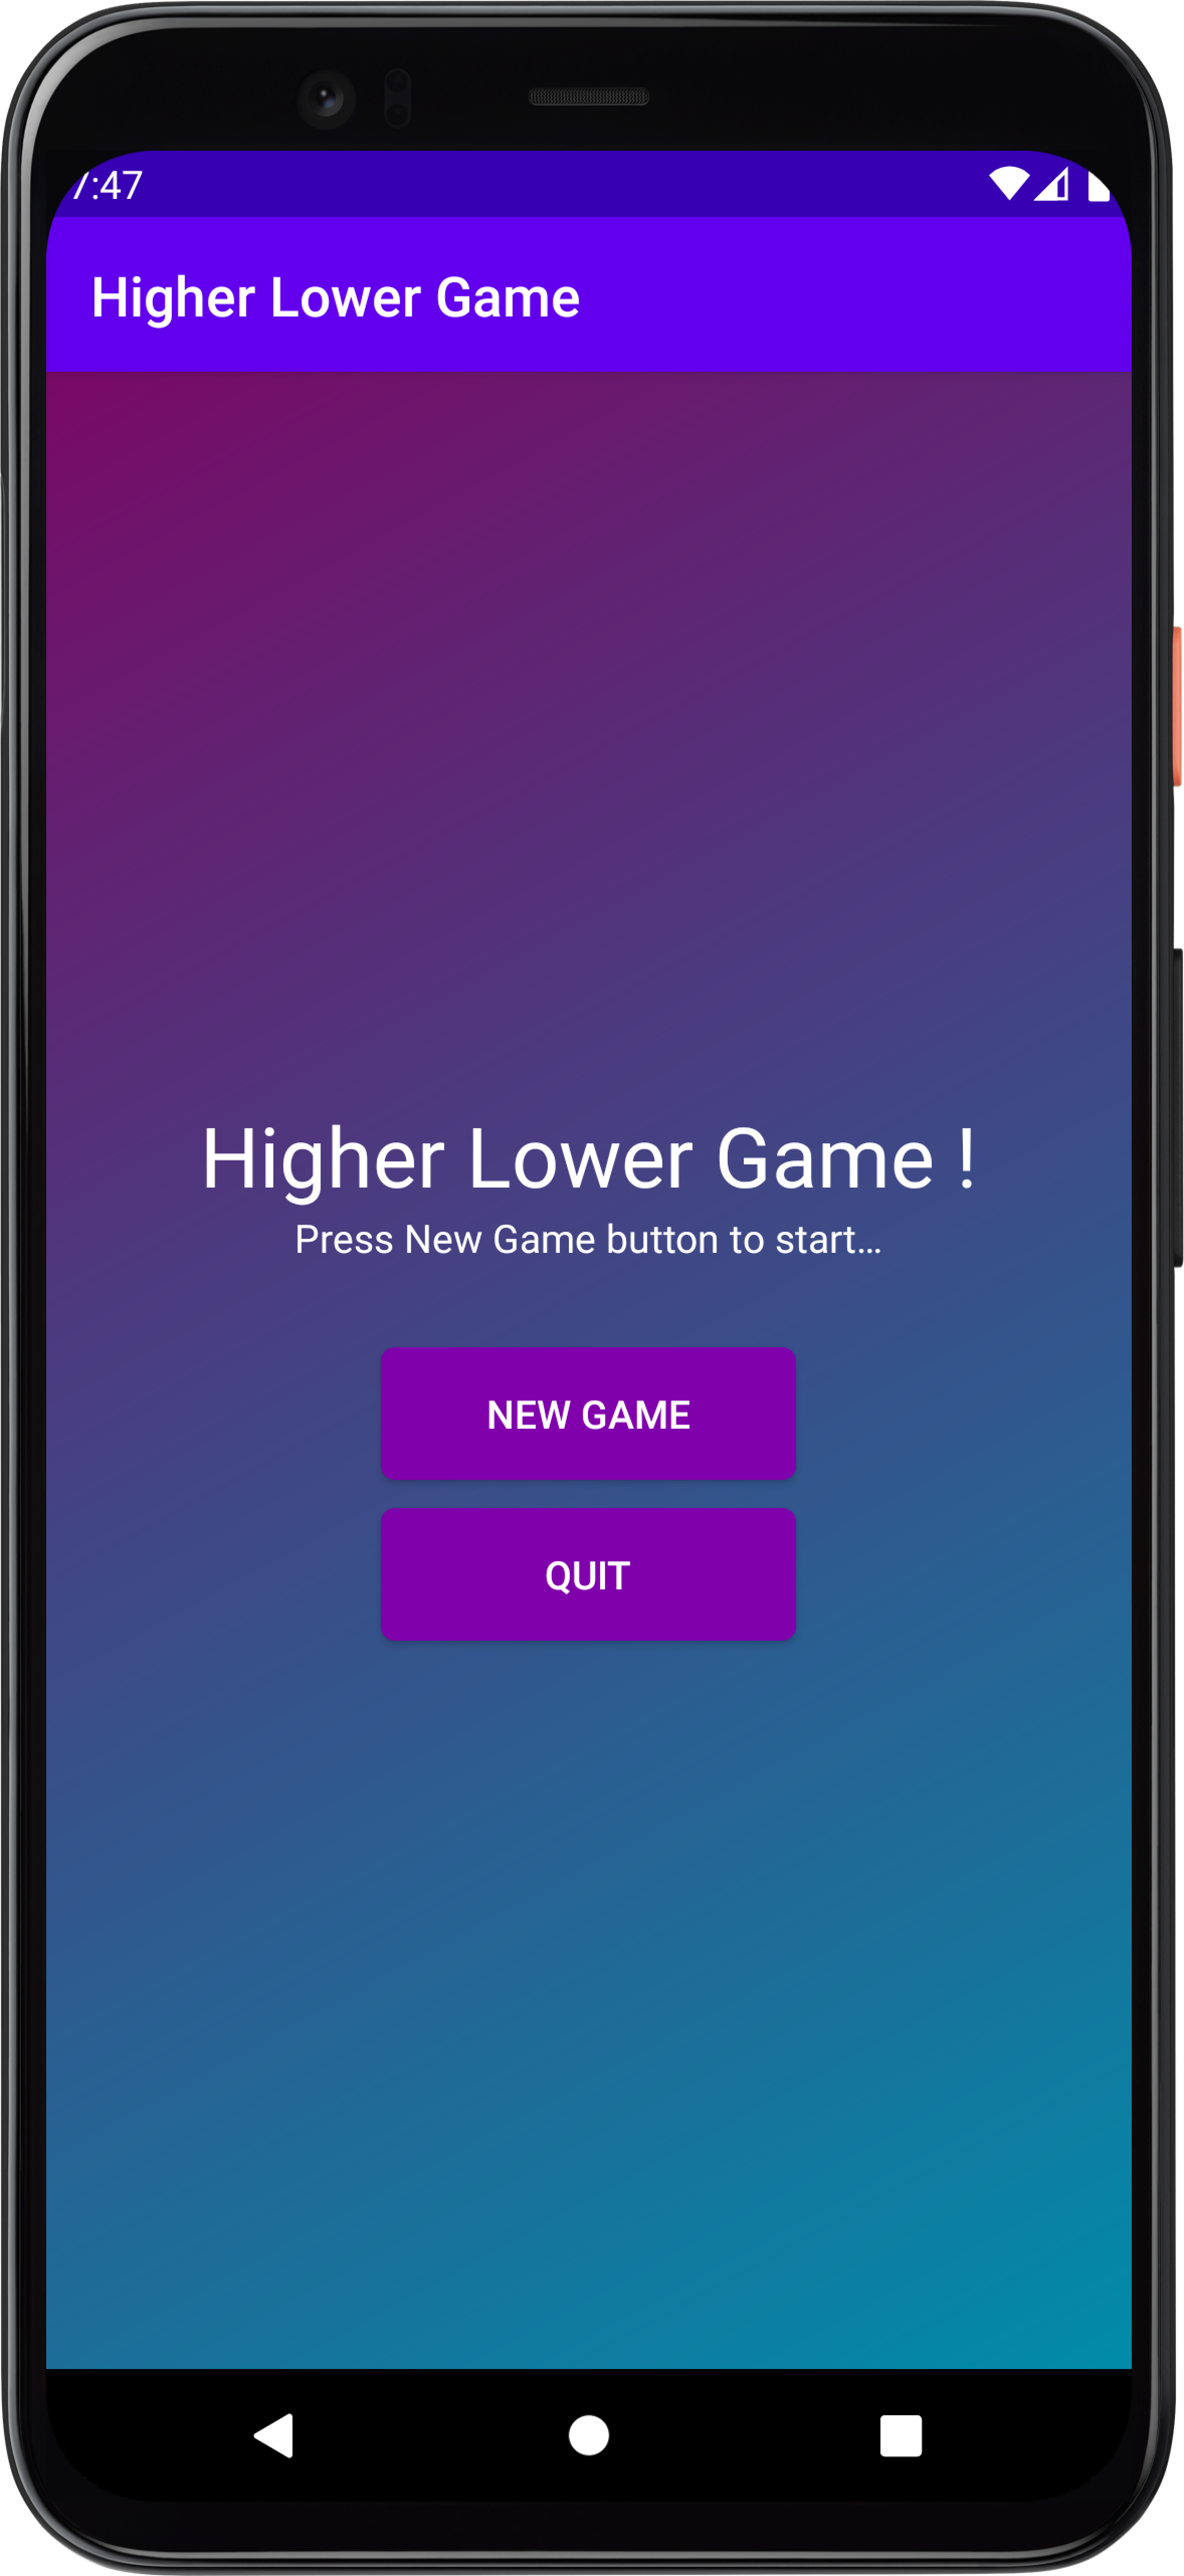 7:47
Higher Lower Game
Higher Lower Game !
Press New Game button to start...
NEW GAME
QUIT